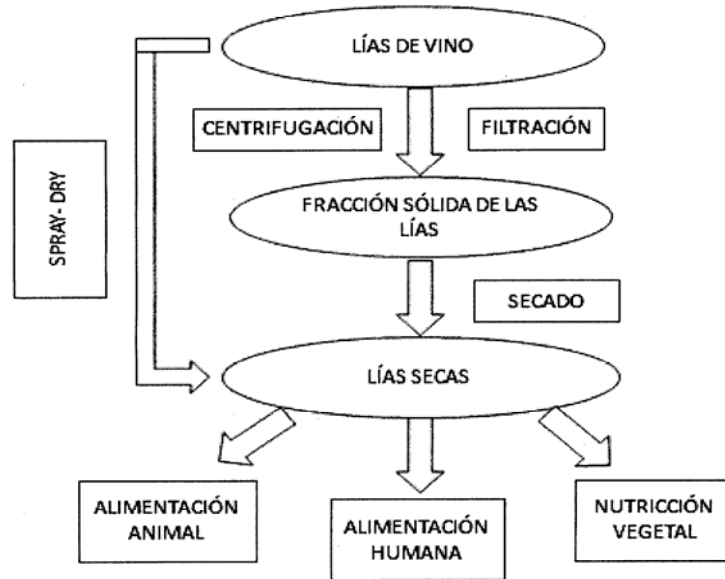 LÍAS DE VINO
CENTRIFUGACIÓN
FILTRACIÓN
SPRAY- DRY
FRACCIÓN SÓLIDA DE LAS
LÍAS
SECADO
LÍAS SECAS
ALIMENTACIÓN
ANIMAL
ALIMENTACIÓN
HUMANA
NUTRICCIÓN
VEGETAL